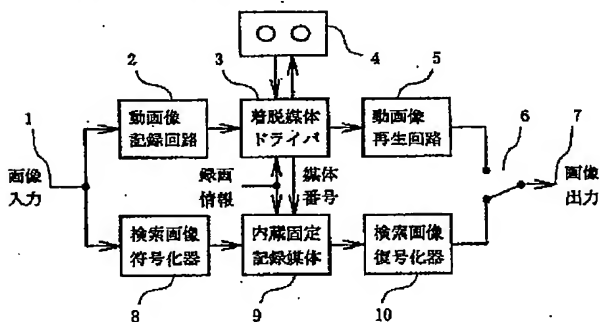 4
2
3
5
動画像
記録回路
着脱媒体
ドライバ
動画像
再生回路
1
6
7
画像
入力
録画
情報
媒体
番号
画像
出力
検索画像
符号化器
内蔵固定
記録媒体
検索画像
復号化器
8
9
10